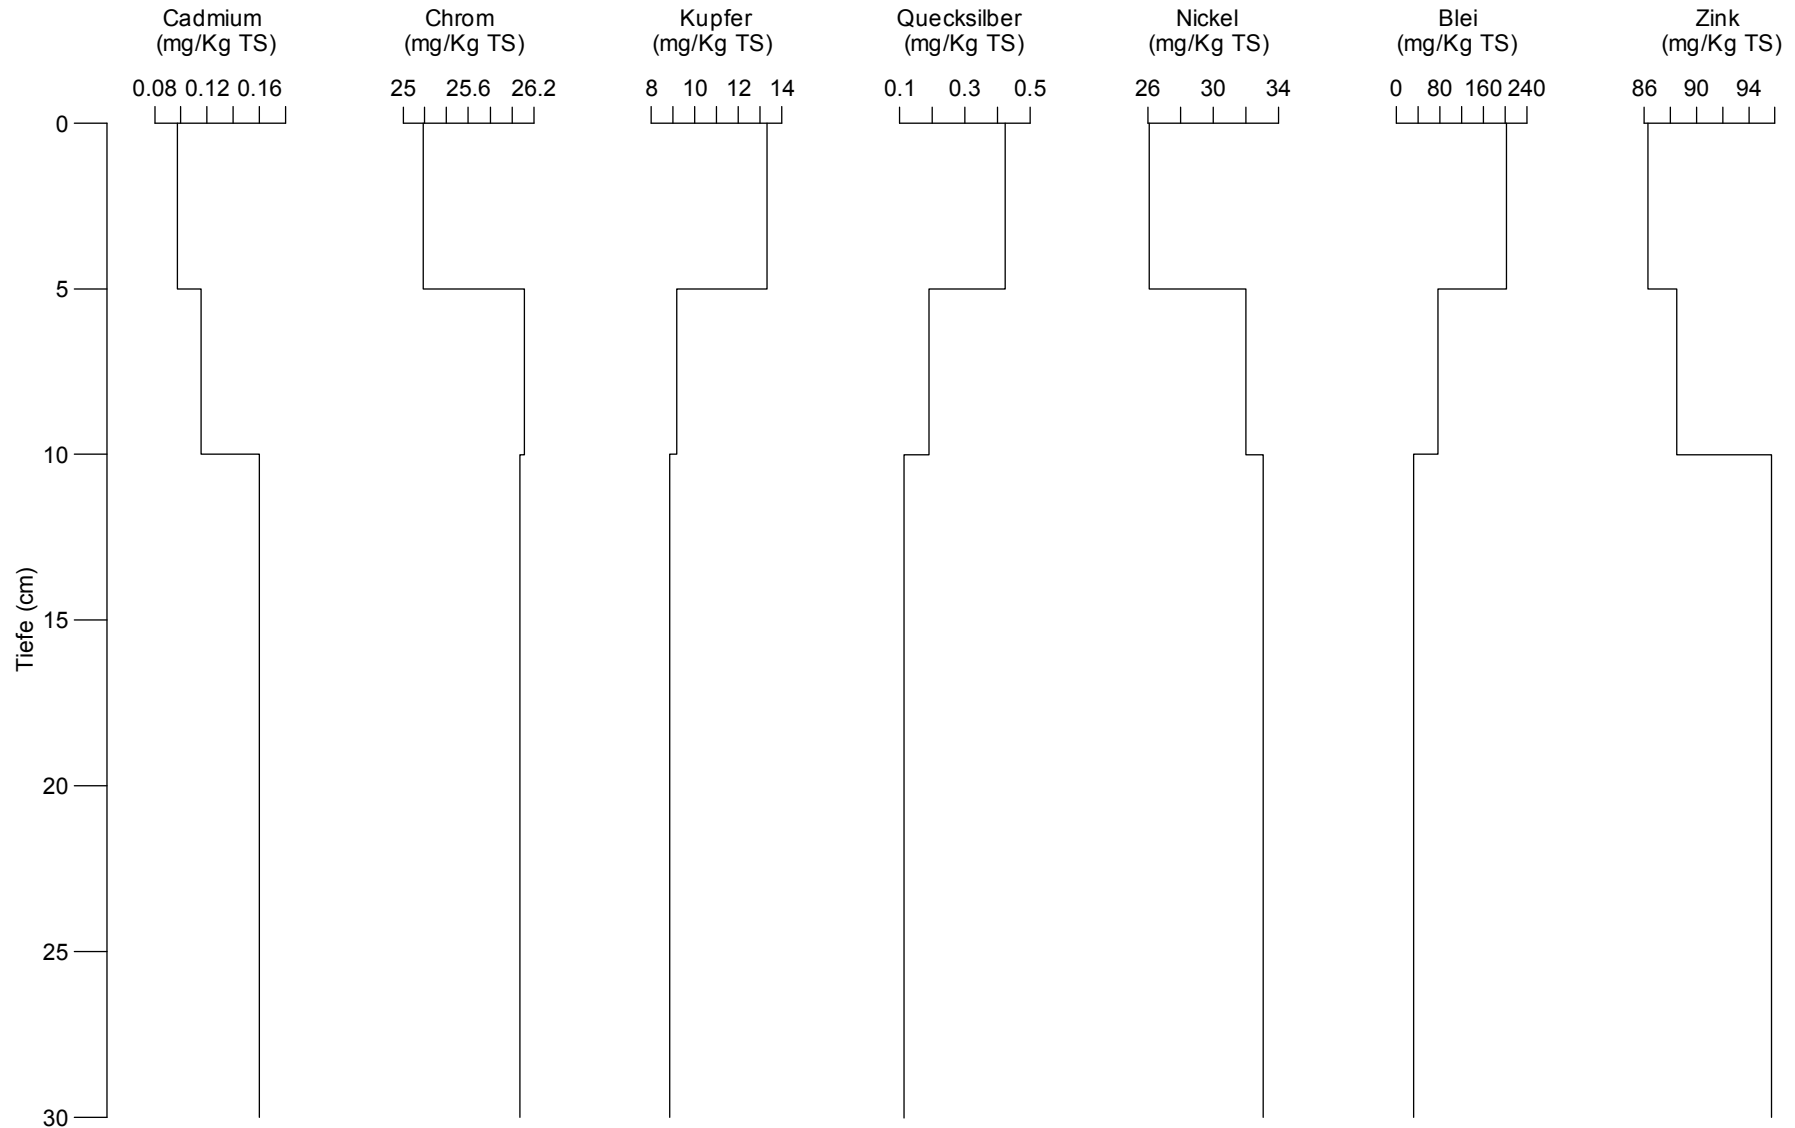 Cadmium Chrom Kupfer Quecksilber Nickel Blei Zink
(mg/Kg TS) (mg/Kg TS) (mg/Kg TS) (mg/Kg TS) (mg/Kg TS) (mg/Kg TS) (mg/Kg TS)
0.08 0.12 0.16 25 25.6 26.2 8 10 12 14 0.1 0.3 0.5 26 30 34 0 80 160 240 86 90 94
0
5
10
Tiefe (cm)
15
20
25
30